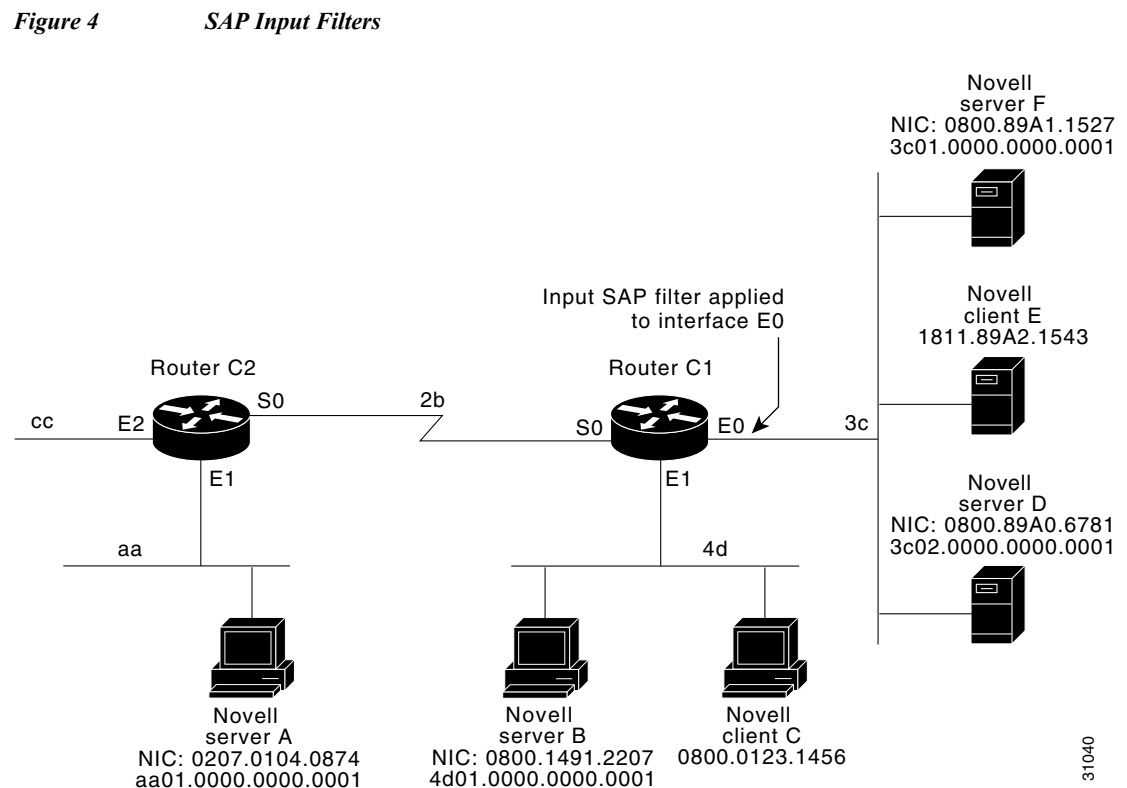 Figure 4 SAP Input Filters
Novell
server F
NIC: 0800.89A1.1527
3c01.0000.0000.0001
Input SAP filter applied
to interface E0
Novell
client E
1811.89A2.1543
Router C2
Router C1
S0
2b
cc
E2
S0
E0
3c
E1
E1
Novell
server D
NIC: 0800.89A0.6781
3c02.0000.0000.0001
aa
4d
Novell
server A
NIC: 0207.0104.0874
aa01.0000.0000.0001
Novell
server B
NIC: 0800.1491.2207
4d01.0000.0000.0001
Novell
client C
0800.0123.1456
31040